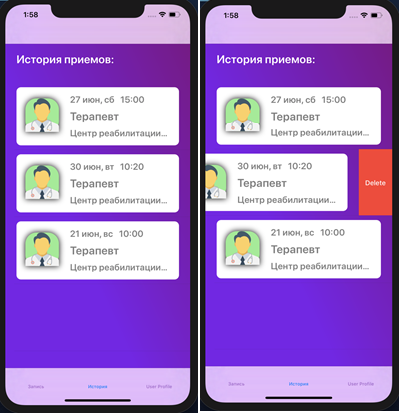 1:58
История приемов:
27 июн, сб 15:00
Терапевт
Центр реабилитации...
30 июн, вт 10:20
Терапевт
Центр реабилитации...
21 июн, вс 10:00
Терапевт
Центр реабилитации...
Запись История User Profile
1:58
История приемов:
27 июн, сб 15:00
Терапевт
Центр реабилитации...
30 июн, вт 10:20
Терапевт
Центр реабилитации...
Delete
21 июн, вс 10:00
Терапевт
Центр реабилитации...
Запись История User Profile